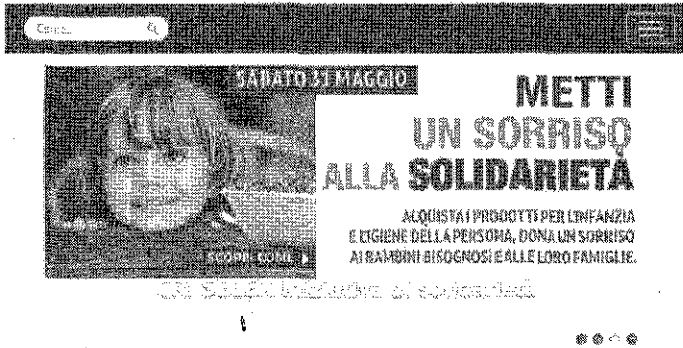 Cerca...
SABATO 31 MAGGIO
METTI
UN SORRISO
ALLA SOLIDARIETÀ
ACQUISTA I PRODOTTI PER L'INFANZIA
E L'IGIENE DELLA PERSONA, DONA UN SORRISO
AI BAMBINI BISOGNOSI E ALLE LORO FAMIGLIE.
SCOPRI COME